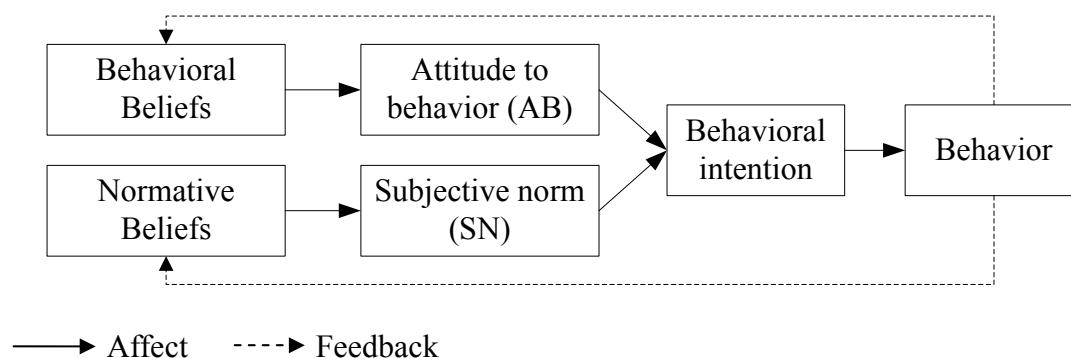 Behavioral
Beliefs
Attitude to
behavior (AB)
Behavioral
intention
Behavior
Normative
Beliefs
Subjective norm
(SN)
Affect
Feedback